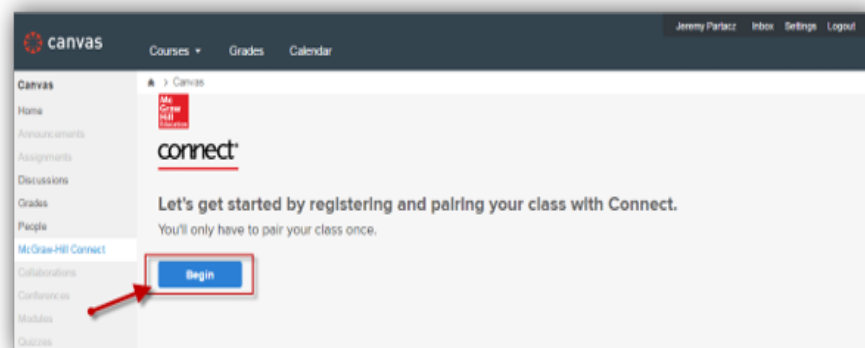 Jeremy Partacz Inbox Settings Logout
canvas
Courses Grades Calendar
Canvas
Home
Announcements
Assignments
Discussions
Grades
People
McGraw-Hill Connect
Collaborations
Conferences
Modules
Quizzes
> Canvas
Mc
Graw
Hill
Education
connect
Let's get started by registering and pairing your class with Connect.
You'll only have to pair your class once.
Begin